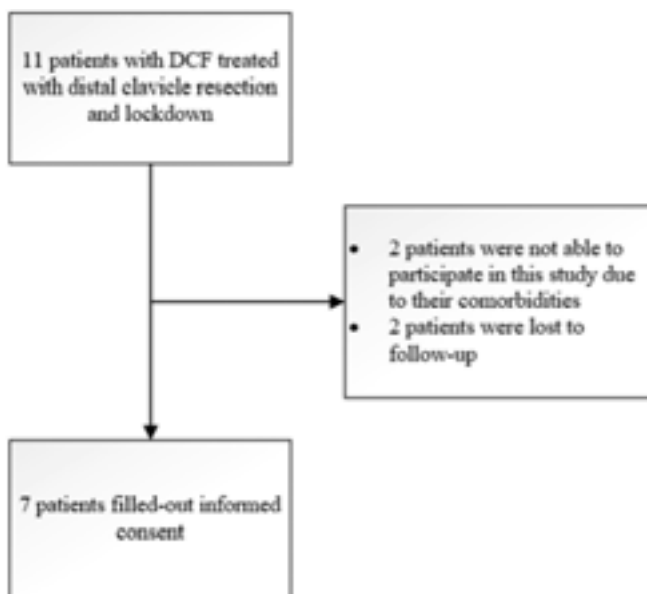 11 patients with DCF treated
with distal clavicle resection
and lockdown
• 2 patients were not able to
participate in this study due
to their comorbidities
• 2 patients were lost to
follow-up
7 patients filled-out informed
consent